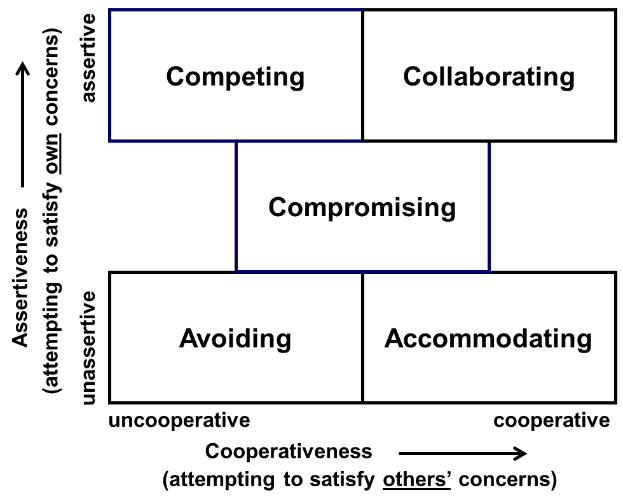 Assertiveness
(attempting to satisfy own concerns)
assertive
unassertive
Competing
Collaborating
Compromising
Avoiding
Accommodating
uncooperative
cooperative
Cooperativeness
(attempting to satisfy others’ concerns)